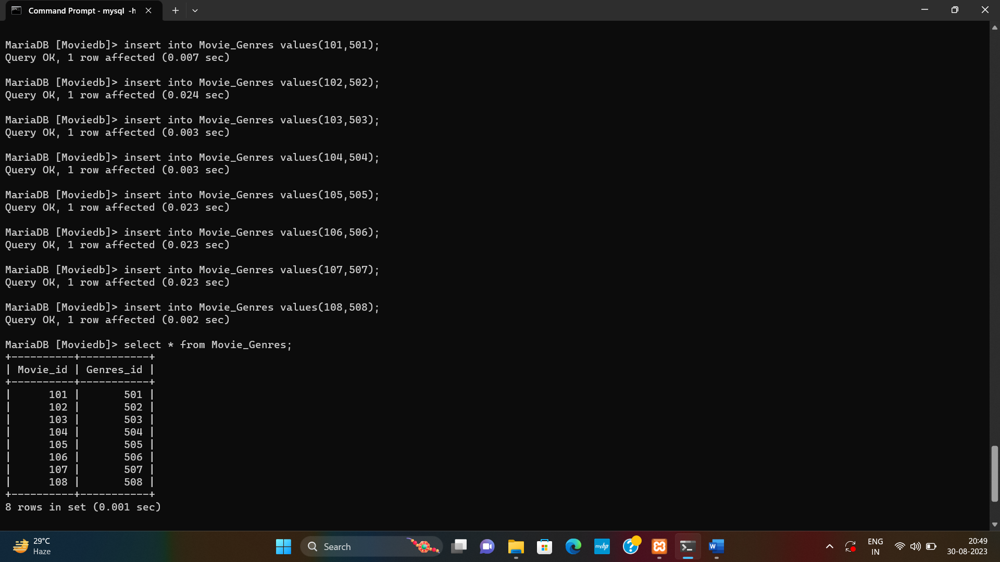 Command Prompt - mysql  -h
MariaDB [Moviedb]> insert into Movie_Genres values(101,501);
Query OK, 1 row affected (0.007 sec)
MariaDB [Moviedb]> insert into Movie_Genres values(102,502);
Query OK, 1 row affected (0.024 sec)
MariaDB [Moviedb]> insert into Movie_Genres values(103,503);
Query OK, 1 row affected (0.003 sec)
MariaDB [Moviedb]> insert into Movie_Genres values(104,504);
Query OK, 1 row affected (0.003 sec)
MariaDB [Moviedb]> insert into Movie_Genres values(105,505);
Query OK, 1 row affected (0.023 sec)
MariaDB [Moviedb]> insert into Movie_Genres values(106,506);
Query OK, 1 row affected (0.023 sec)
MariaDB [Moviedb]> insert into Movie_Genres values(107,507);
Query OK, 1 row affected (0.023 sec)
MariaDB [Moviedb]> insert into Movie_Genres values(108,508);
Query OK, 1 row affected (0.002 sec)
MariaDB [Moviedb]> select * from Movie_Genres;
+----------+-----------+
| Movie_id | Genres_id |
+----------+-----------+
|      101 |       501 |
|      102 |       502 |
|      103 |       503 |
|      104 |       504 |
|      105 |       505 |
|      106 |       506 |
|      107 |       507 |
|      108 |       508 |
+----------+-----------+
8 rows in set (0.001 sec)
29°C
Haze
Search
myhp
W
ENG
IN
20:49
30-08-2023